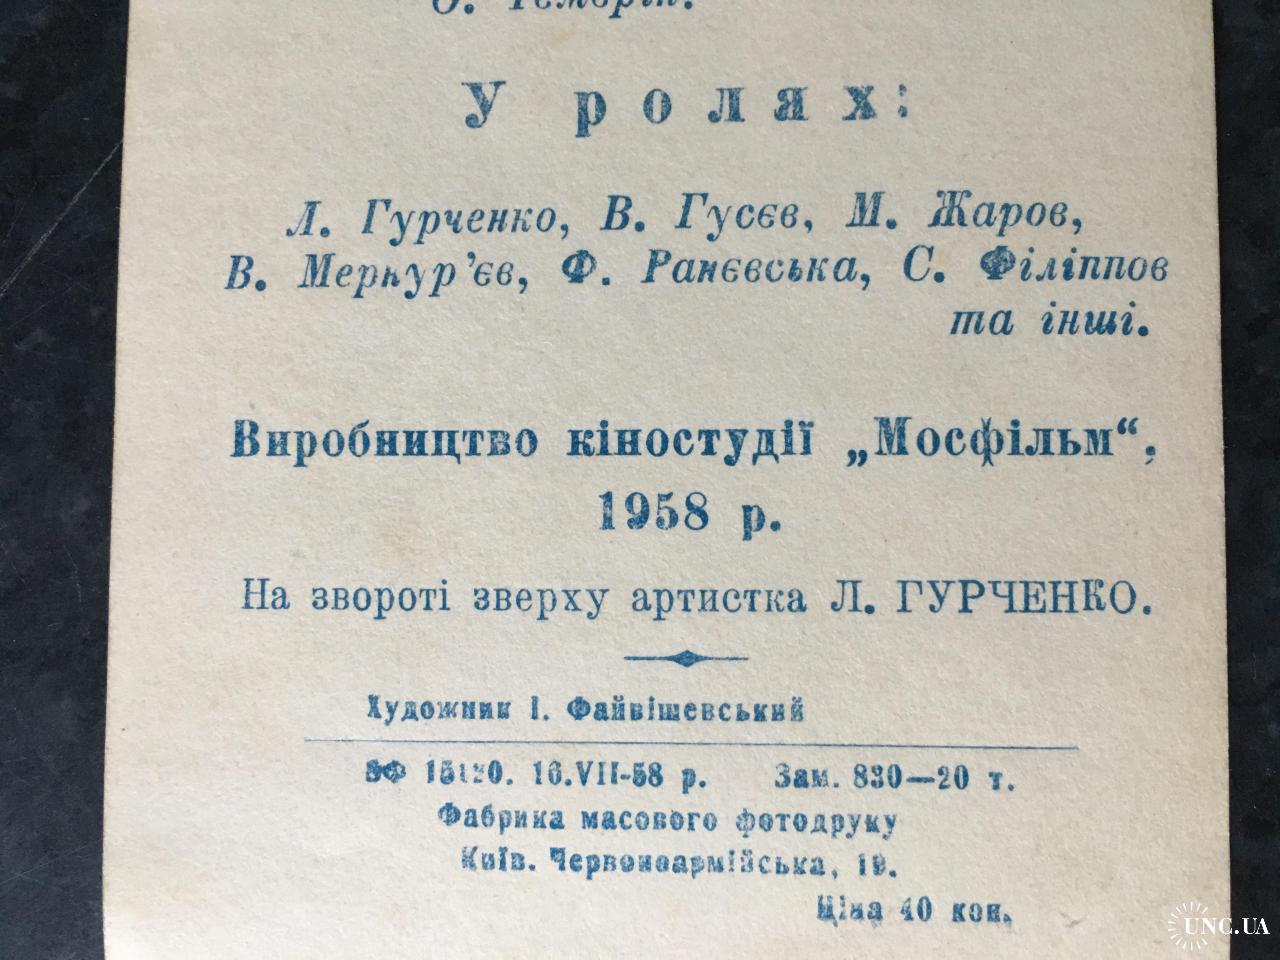 У ролях:
Л. Гурченко, В. Гусєв, М. Жаров,
В. Меркур’єв, Ф. Ранєвська, С. Філіппов
та інші.
Виробництво кіностудії „Мосфільм“,
1958 р.
На звороті зверху артистка Л. ГУРЧЕНКО.
Художник І. Файвішевський
16.VII-58 р. Зам. 830—20 т.
Фабрика масового фотодруку
Київ. Червоноармійська, 19.
Ціна 40 коп.
UNC.UA